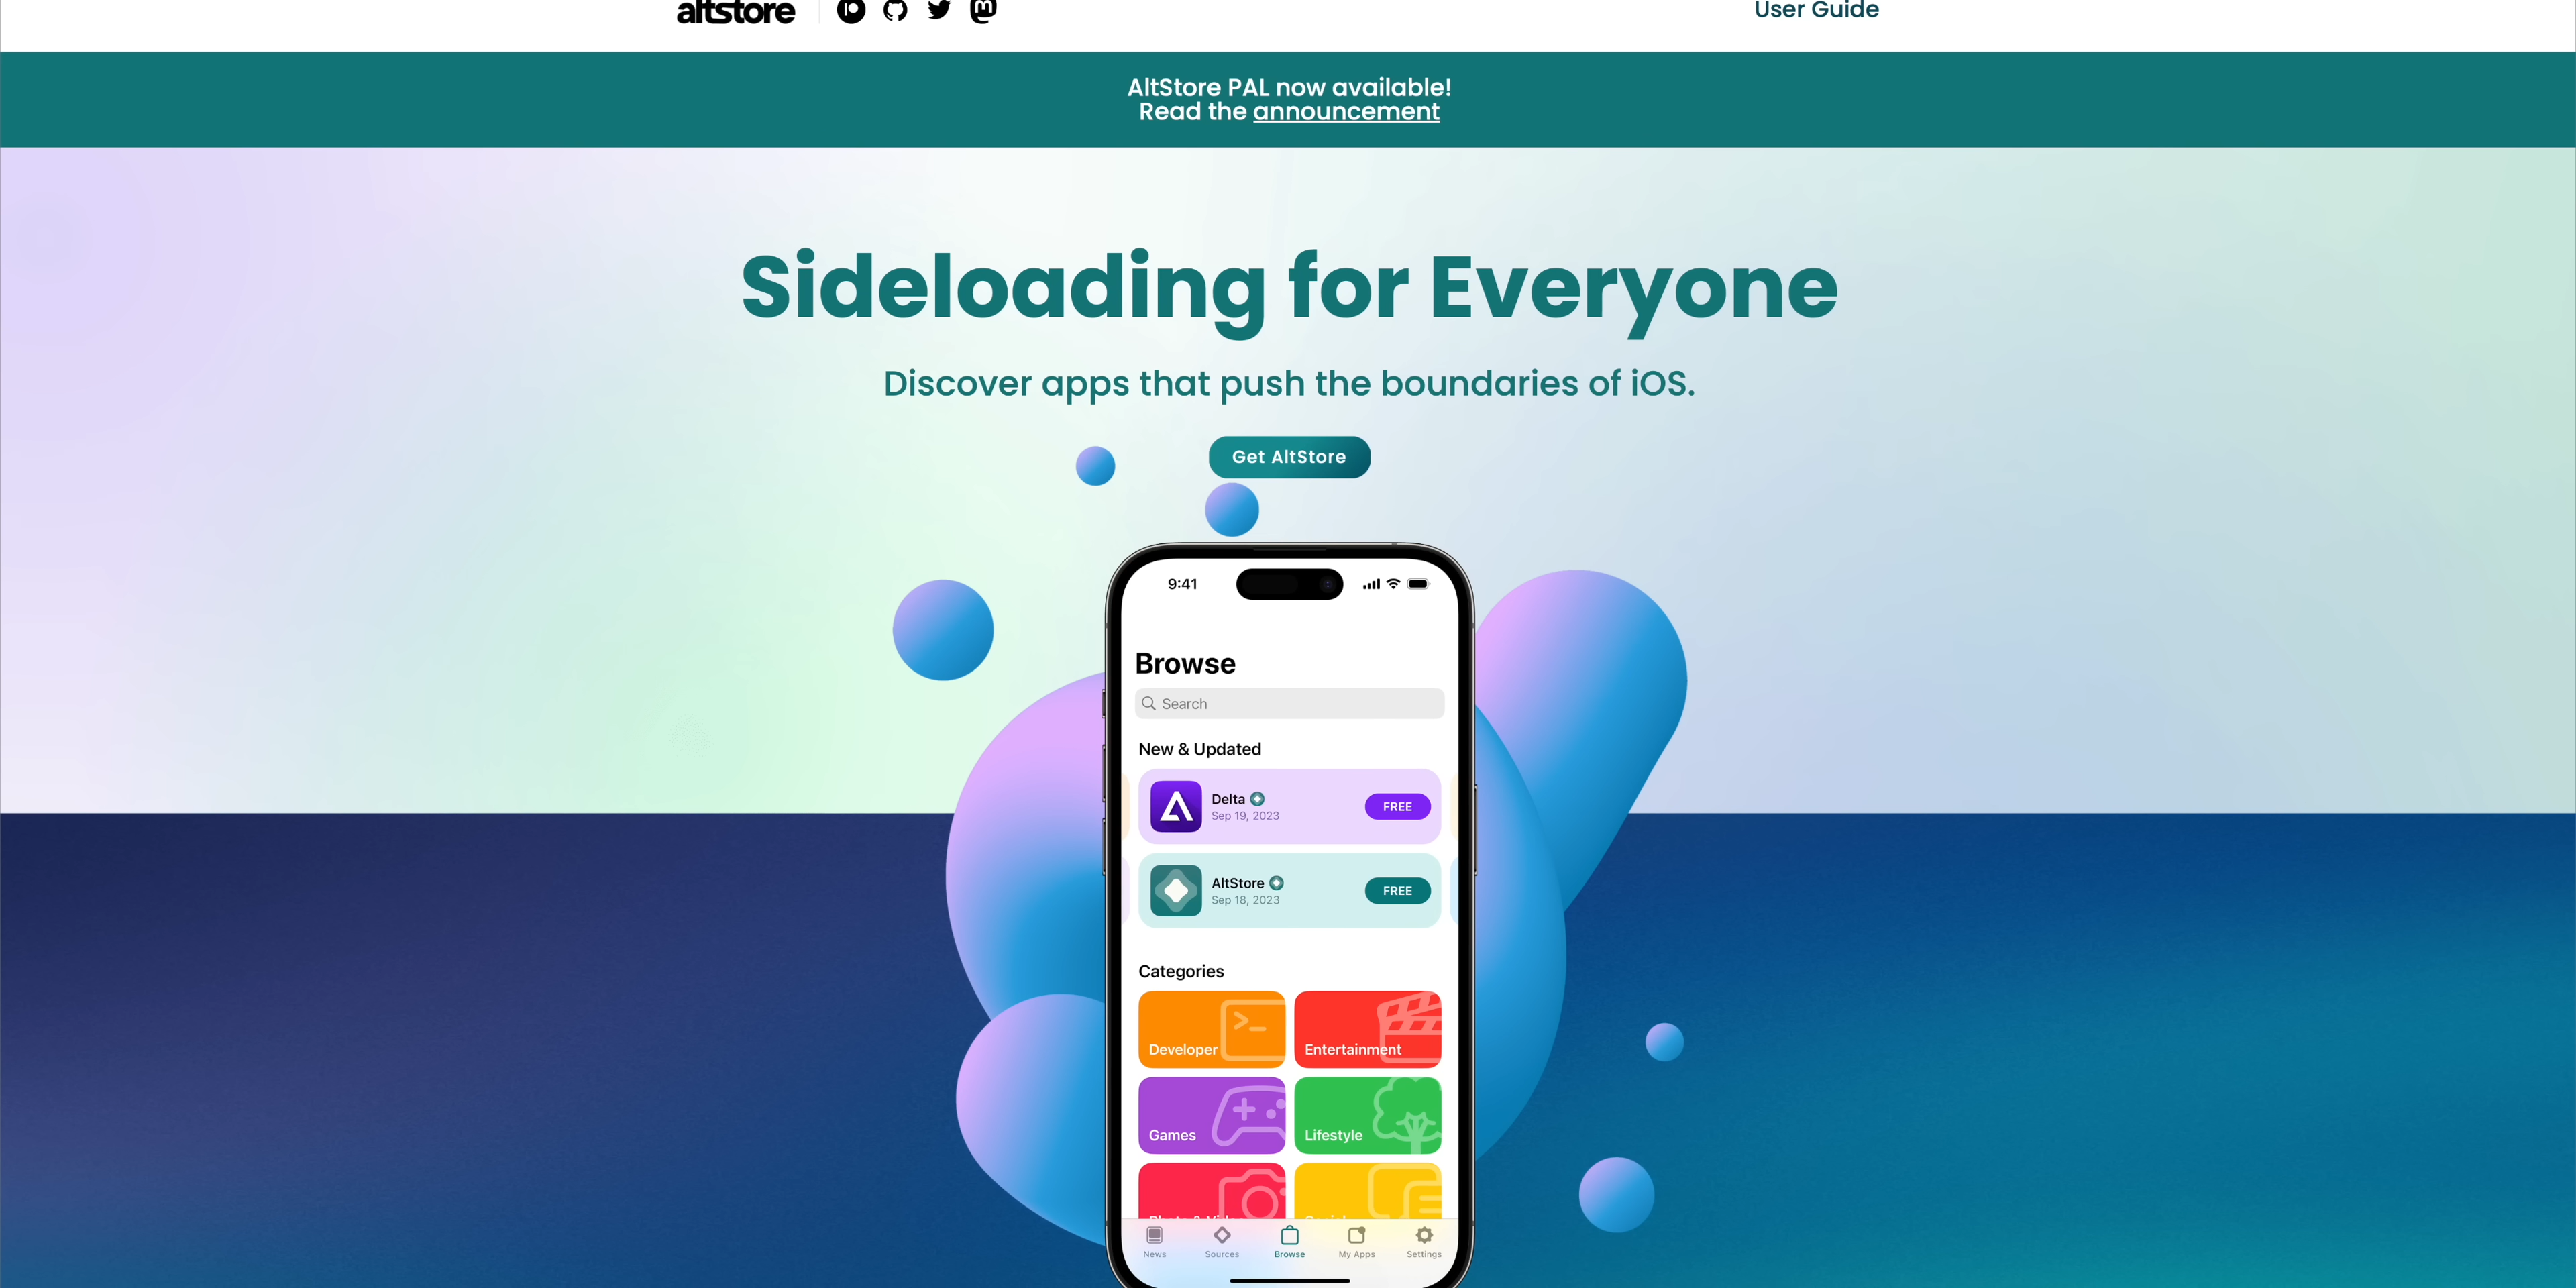 altstore
User Guide
AltStore PAL now available!
Read the announcement
Sideloading for Everyone
Discover apps that push the boundaries of iOS.
Get AltStore
9:41
Browse
Search
New & Updated
Delta
Sep 19, 2023
FREE
AltStore
Sep 18, 2023
FREE
Categories
Developer
Entertainment
Games
Lifestyle
News
Sources
Browse
My Apps
Settings